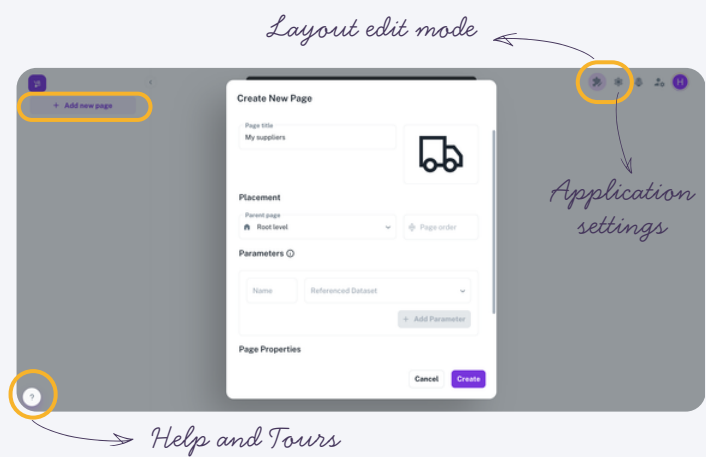 Layout edit mode
+ Add new page
H
Create New Page
Page title
My suppliers
Application
settings
Placement
Parent page
Root level
Page order
Parameters
Name
Referenced Dataset
+ Add Parameter
Page Properties
Cancel
Create
?
Help and Tours